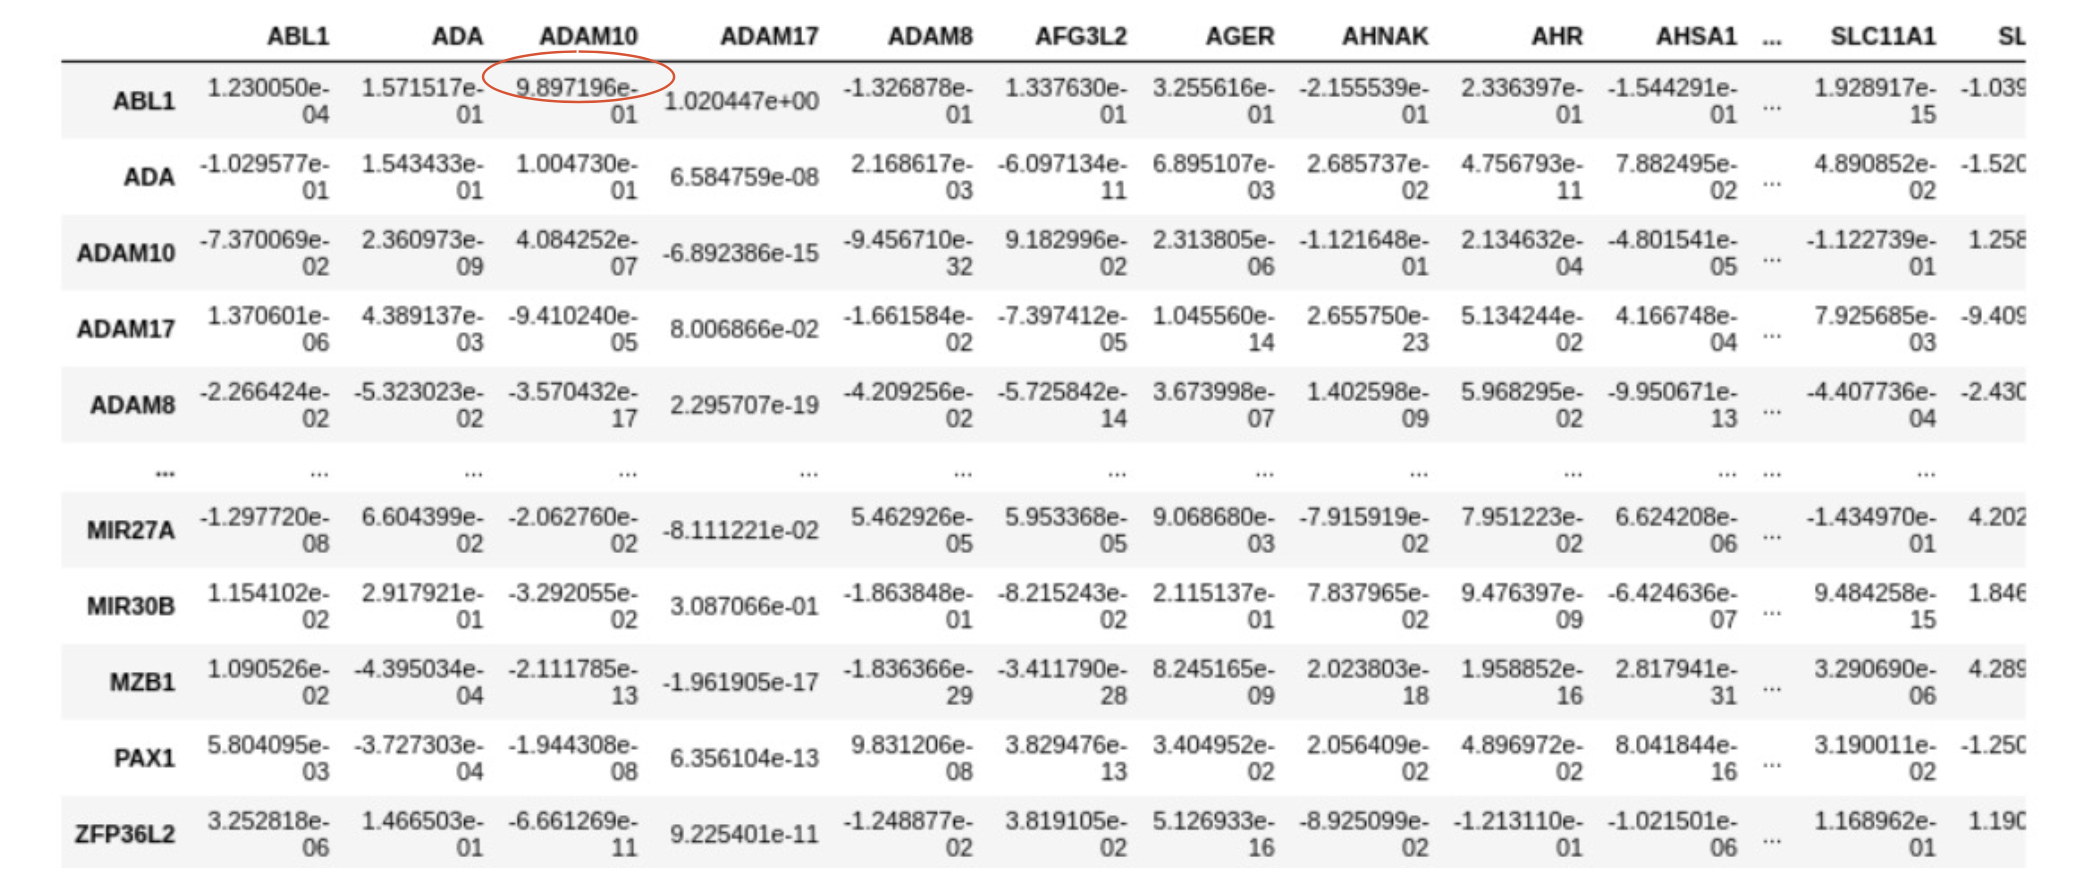 ABL1 ADA ADAM10 ADAM17 ADAM8 AFG3L2 AGER AHNAK AHR AHSA1 ... SLC11A1 SL
ABL1 1.230050e-04 1.571517e-01 9.897196e-01 1.020447e+00 -1.326878e-01 1.337630e-01 3.255616e-01 -2.155539e-01 2.336397e-01 -1.544291e-01 ... 1.928917e-15 -1.039
ADA -1.029577e-01 1.543433e-01 1.004730e-01 6.584759e-08 2.168617e-03 -6.097134e-11 6.895107e-03 2.685737e-02 4.756793e-11 7.882495e-02 ... 4.890852e-02 -1.520
ADAM10 -7.370069e-02 2.360973e-09 4.084252e-07 -6.892386e-15 -9.456710e-32 9.182996e-02 2.313805e-06 -1.121648e-01 2.134632e-04 -4.801541e-05 ... -1.122739e-01 1.258
ADAM17 1.370601e-06 4.389137e-03 -9.410240e-05 8.006866e-02 -1.661584e-02 -7.397412e-05 1.045560e-14 2.655750e-23 5.134244e-02 4.166748e-04 ... 7.925685e-03 -9.409
ADAM8 -2.266424e-02 -5.323023e-02 -3.570432e-17 2.295707e-19 -4.209256e-02 -5.725842e-14 3.673998e-07 1.402598e-09 5.968295e-02 -9.950671e-13 ... -4.407736e-04 -2.430
... ... ... ... ... ... ... ... ... ... ... ... ...
MIR27A -1.297720e-08 6.604399e-02 -2.062760e-02 -8.111221e-02 5.462926e-05 5.953368e-05 9.068680e-03 -7.915919e-02 7.951223e-02 6.624208e-06 ... -1.434970e-01 4.202
MIR30B 1.154102e-02 2.917921e-01 -3.292055e-02 3.087066e-01 -1.863848e-01 -8.215243e-02 2.115137e-01 7.837965e-02 9.476397e-09 -6.424636e-07 ... 9.484258e-15 1.846
MZB1 1.090526e-02 -4.395034e-04 -2.111785e-13 -1.961905e-17 -1.836366e-29 -3.411790e-28 8.245165e-09 2.023803e-18 1.958852e-16 2.817941e-31 ... 3.290690e-06 4.289
PAX1 5.804095e-03 -3.727303e-04 -1.944308e-08 6.356104e-13 9.831206e-08 3.829476e-13 3.404952e-02 2.056409e-02 4.896972e-02 8.041844e-16 ... 3.190011e-02 -1.250
ZFP36L2 3.252818e-06 1.466503e-01 -6.661269e-11 9.225401e-11 -1.248877e-02 3.819105e-02 5.126933e-16 -8.925099e-02 -1.213110e-01 -1.021501e-06 ... 1.168962e-01 1.190